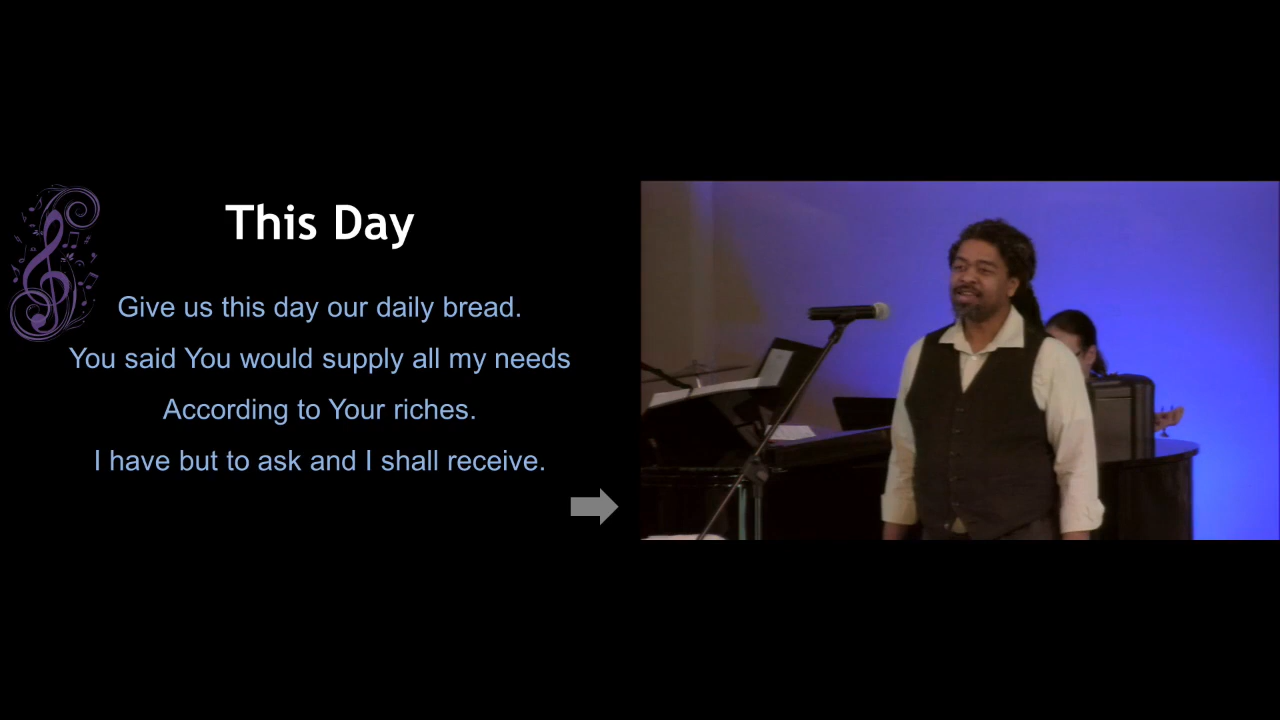 This Day
Give us this day our daily bread.
You said You would supply all my needs
According to Your riches.
I have but to ask and I shall receive.